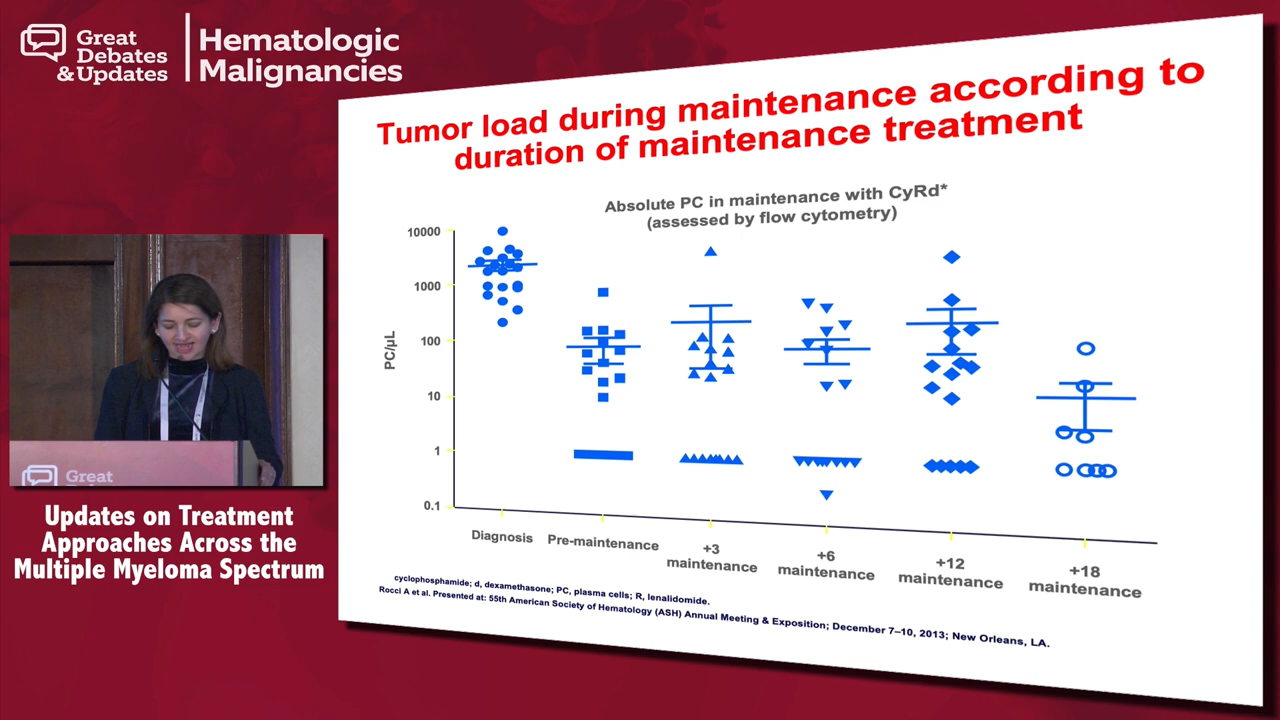 Great
Debates
& Updates
Hematologic
Malignancies
Tumor load during maintenance according to
duration of maintenance treatment
Absolute PC in maintenance with CyRd*
(assessed by flow cytometry)
PC/μL
10000
1000
100
10
1
0.1
Diagnosis
Pre-maintenance
+3
maintenance
+6
maintenance
+12
maintenance
+18
maintenance
cyclophosphamide; d, dexamethasone; PC, plasma cells; R, lenalidomide.
Rocci A et al. Presented at: 55th American Society of Hematology (ASH) Annual Meeting & Exposition; December 7–10, 2013; New Orleans, LA.
Great
Updates on Treatment
Approaches Across the
Multiple Myeloma Spectrum